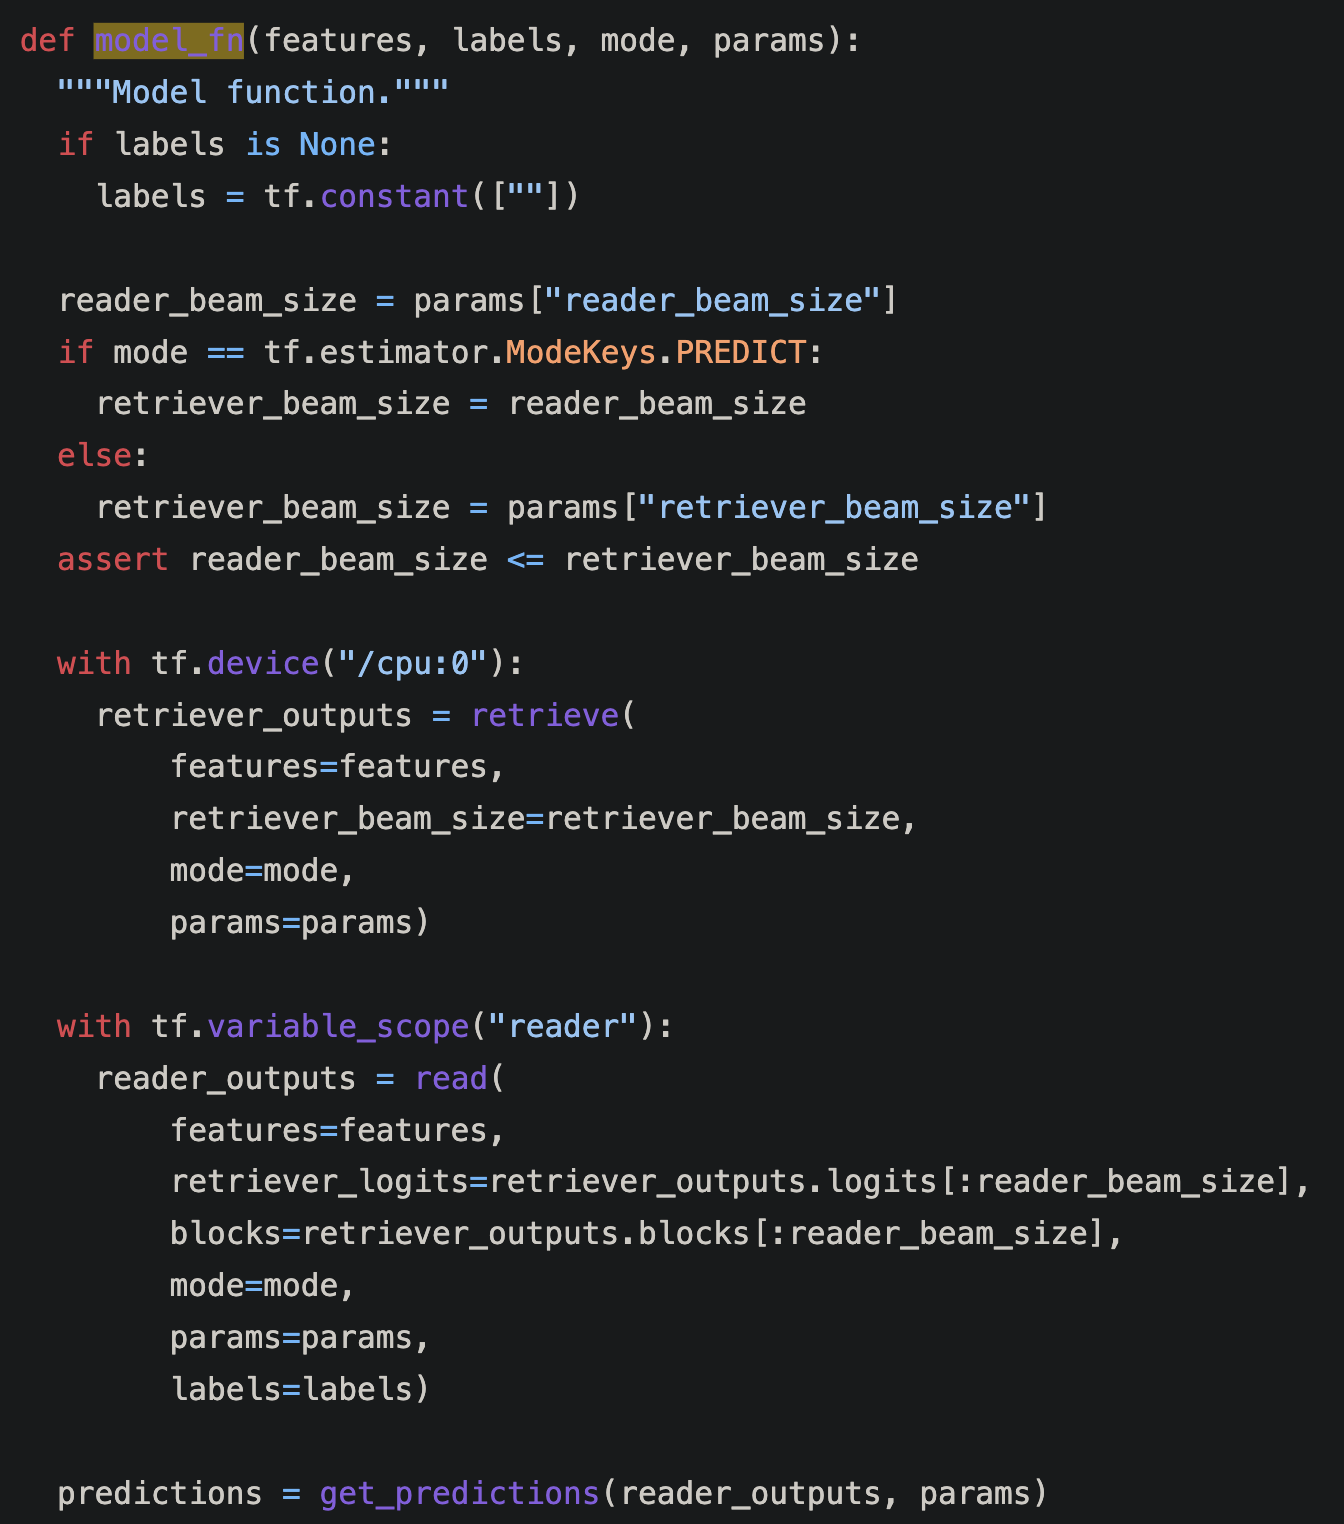 def model_fn(features, labels, mode, params):
  """Model function."""
  if labels is None:
    labels = tf.constant([""])

  reader_beam_size = params["reader_beam_size"]
  if mode == tf.estimator.ModeKeys.PREDICT:
    retriever_beam_size = reader_beam_size
  else:
    retriever_beam_size = params["retriever_beam_size"]
  assert reader_beam_size <= retriever_beam_size

  with tf.device("/cpu:0"):
    retriever_outputs = retrieve(
        features=features,
        retriever_beam_size=retriever_beam_size,
        mode=mode,
        params=params)

  with tf.variable_scope("reader"):
    reader_outputs = read(
        features=features,
        retriever_logits=retriever_outputs.logits[:reader_beam_size],
        blocks=retriever_outputs.blocks[:reader_beam_size],
        mode=mode,
        params=params,
        labels=labels)

  predictions = get_predictions(reader_outputs, params)